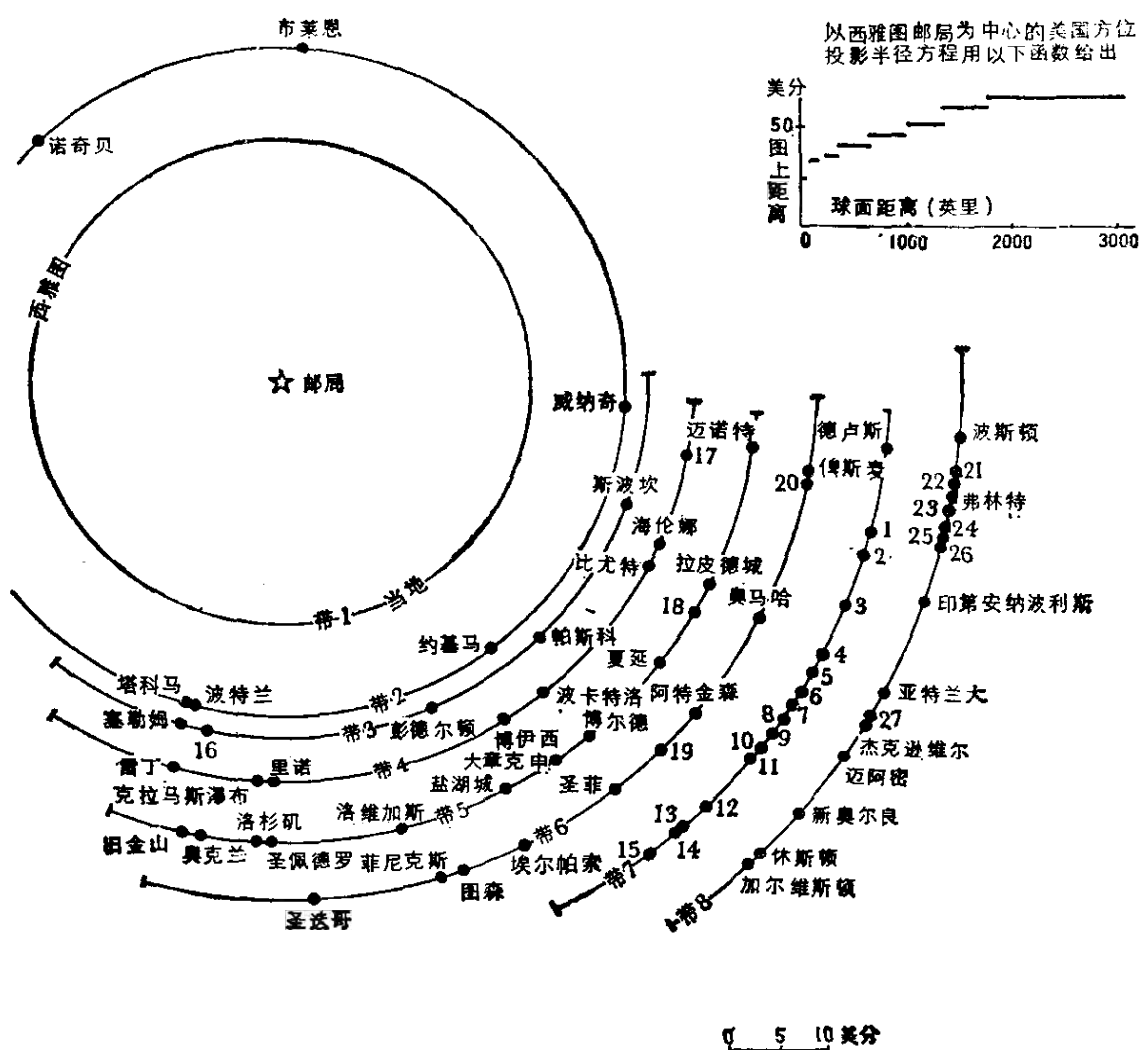 以西雅图邮局为中心的美国方位
投影半径方程用以下函数给出
美分
50
图上距离
球面距离(英里)
0 1000 2000 3000
布莱恩
诺奇贝
西雅图
☆邮局
威纳奇
带1 当地
斯波坎
迈诺特
17
德卢斯
俾斯麦
20
波斯顿
21
22
弗林特
23
24
25
26
海伦娜
比尤特
拉皮德城
奥马哈
18
1
2
3
印第安纳波利斯
约基马
帕斯科
夏延
4
5
6
7
8
9
10
11
亚特兰大
27
杰克逊维尔
迈阿密
塔科马
波特兰
带2
塞勒姆
16
带3
彭德尔顿
波卡特洛
阿特金森
博伊西
博尔德
大章克申
19
雷丁
里诺
带4
克拉马斯瀑布
盐湖城
圣菲
洛杉矶
洛维加斯
带5
旧金山
奥克兰
圣佩德罗
菲尼克斯
带6
埃尔帕索
图森
圣迭哥
12
13
14
15
带7
新奥尔良
休斯顿
加尔维斯顿
带8
0 5 10 美分